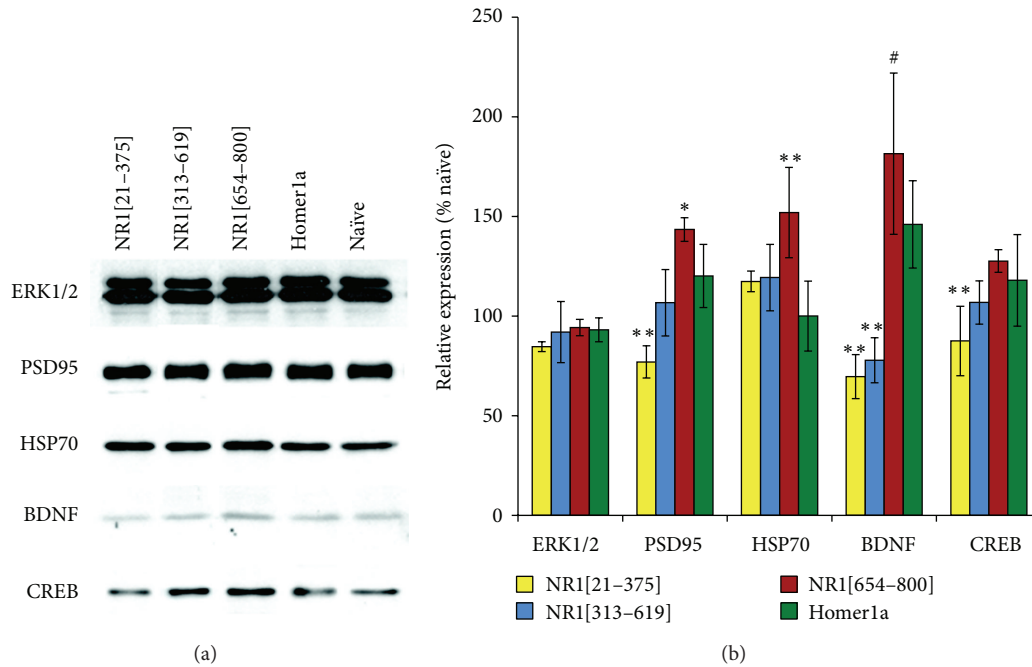 NR1[21–375]
NR1[313–619]
NR1[654–800]
Homer1a
Naïve
ERK1/2
PSD95
HSP70
BDNF
CREB
(a)
Relative expression (% naïve)
250
200
150
100
50
0
**
*
**
**
**
#
**
ERK1/2 PSD95 HSP70 BDNF CREB
NR1[21–375] NR1[654–800]
NR1[313–619] Homer1a
(b)